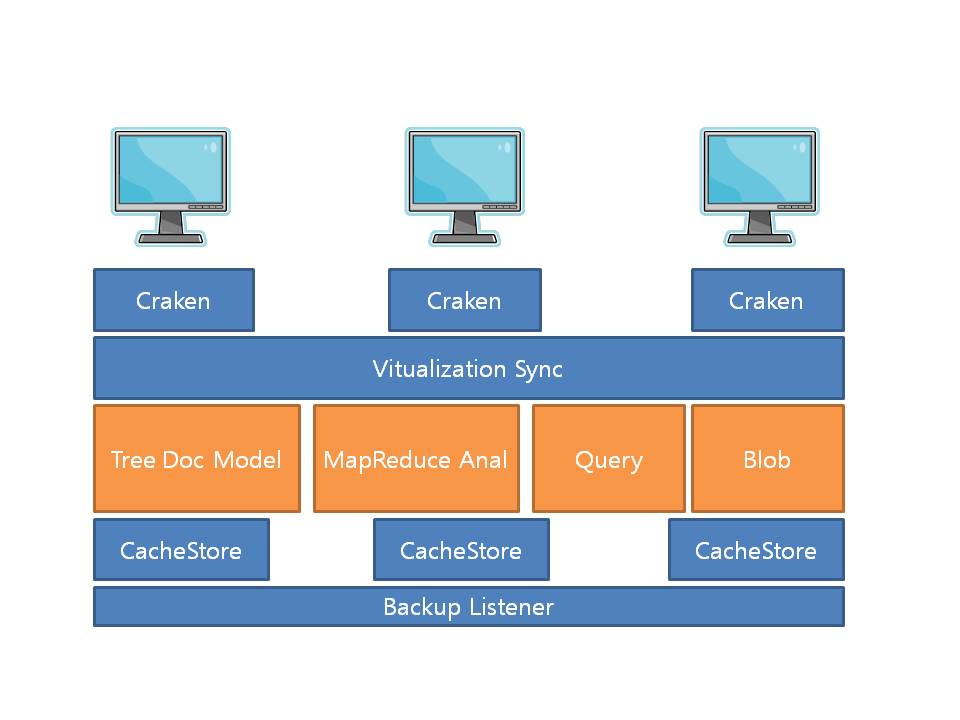 Craken
Craken
Craken
Vitualization Sync
Tree Doc Model
MapReduce Anal
Query
Blob
CacheStore
CacheStore
CacheStore
Backup Listener